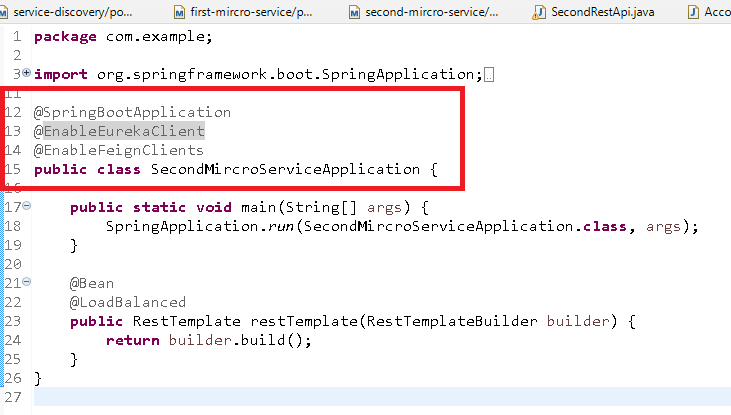 service-discovery/po... first-mircro-service/p... second-mircro-service/... SecondRestApi.java Acco
1 package com.example;
2
3 import org.springframework.boot.SpringApplication;
11
12 @SpringBootApplication
13 @EnableEurekaClient
14 @EnableFeignClients
15 public class SecondMircroServiceApplication {
16
17 public static void main(String[] args) {
18 SpringApplication.run(SecondMircroServiceApplication.class, args);
19 }
20
21 @Bean
22 @LoadBalanced
23 public RestTemplate restTemplate(RestTemplateBuilder builder) {
24 return builder.build();
25 }
26 }
27